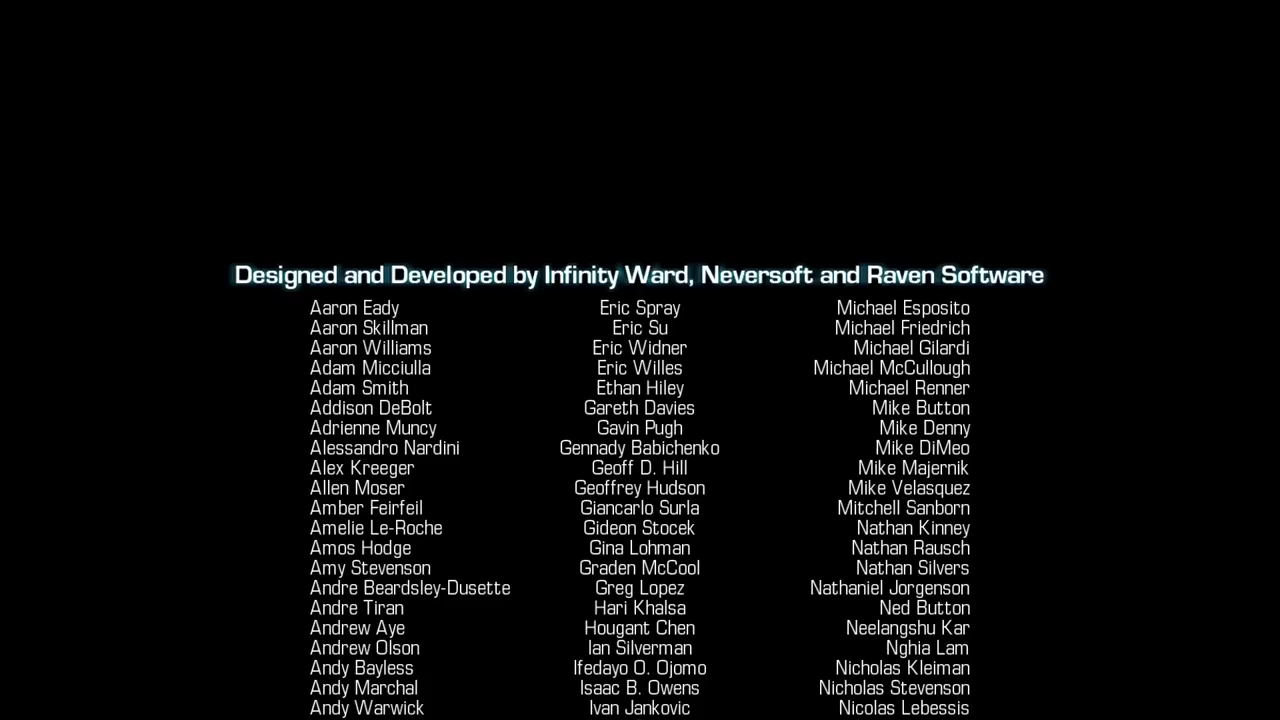 Designed and Developed by Infinity Ward, Neversoft and Raven Software
Aaron Eady Eric Spray Michael Esposito
Aaron Skillman Eric Su Michael Friedrich
Aaron Williams Eric Widner Michael Gilardi
Adam Micciulla Eric Willes Michael McCullough
Adam Smith Ethan Hiley Michael Renner
Addison DeBolt Gareth Davies Mike Button
Adrienne Muncy Gavin Pugh Mike Denny
Alessandro Nardini Gennady Babichenko Mike DiMeo
Alex Kreeger Geoff D. Hill Mike Majernik
Allen Moser Geoffrey Hudson Mike Velasquez
Amber Feirfeil Giancarlo Surla Mitchell Sanborn
Amelie Le-Roche Gideon Stocek Nathan Kinney
Amos Hodge Gina Lohman Nathan Rausch
Amy Stevenson Graden McCool Nathan Silvers
Andre Beardsley-Dusette Greg Lopez Nathaniel Jorgenson
Andre Tiran Hari Khalsa Ned Button
Andrew Aye Hougant Chen Neelangshu Kar
Andrew Olson Ian Silverman Nghia Lam
Andy Bayless Ifedayo O. Ojomo Nicholas Kleiman
Andy Marchal Isaac B. Owens Nicholas Stevenson
Andy Warwick Ivan Jankovic Nicolas Lebessis